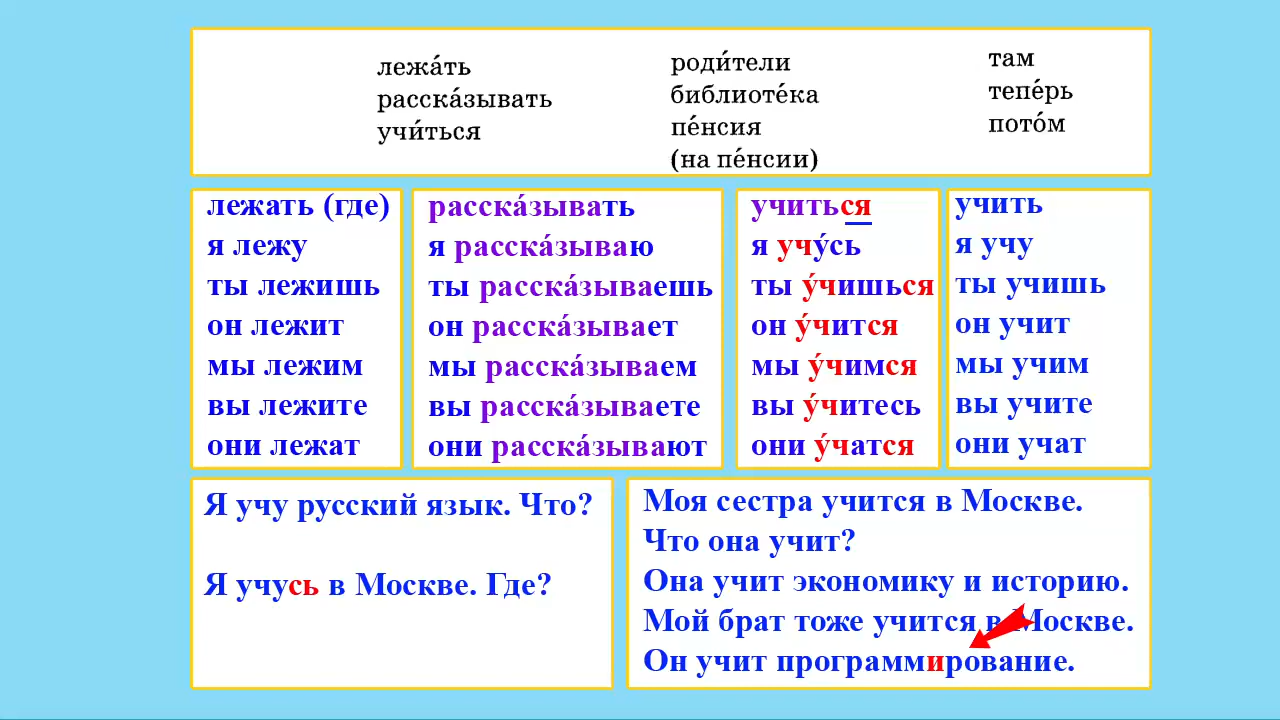 лежа́ть
расска́зывать
учи́ться
роди́тели
библиоте́ка
пе́нсия
(на пе́нсии)
там
тепе́рь
пото́м
лежать (где)
я лежу
ты лежишь
он лежит
мы лежим
вы лежите
они лежат
расска́зывать
я расска́зываю
ты расска́зываешь
он расска́зывает
мы расска́зываем
вы расска́зываете
они расска́зывают
учиться
я учу́сь
ты у́чишься
он у́чится
мы у́чимся
вы у́читесь
они у́чатся
учить
я учу
ты учишь
он учит
мы учим
вы учите
они учат
Я учу русский язык. Что?
Я учусь в Москве. Где?
Моя сестра учится в Москве.
Что она учит?
Она учит экономику и историю.
Мой брат тоже учится в Москве.
Он учит программирование.